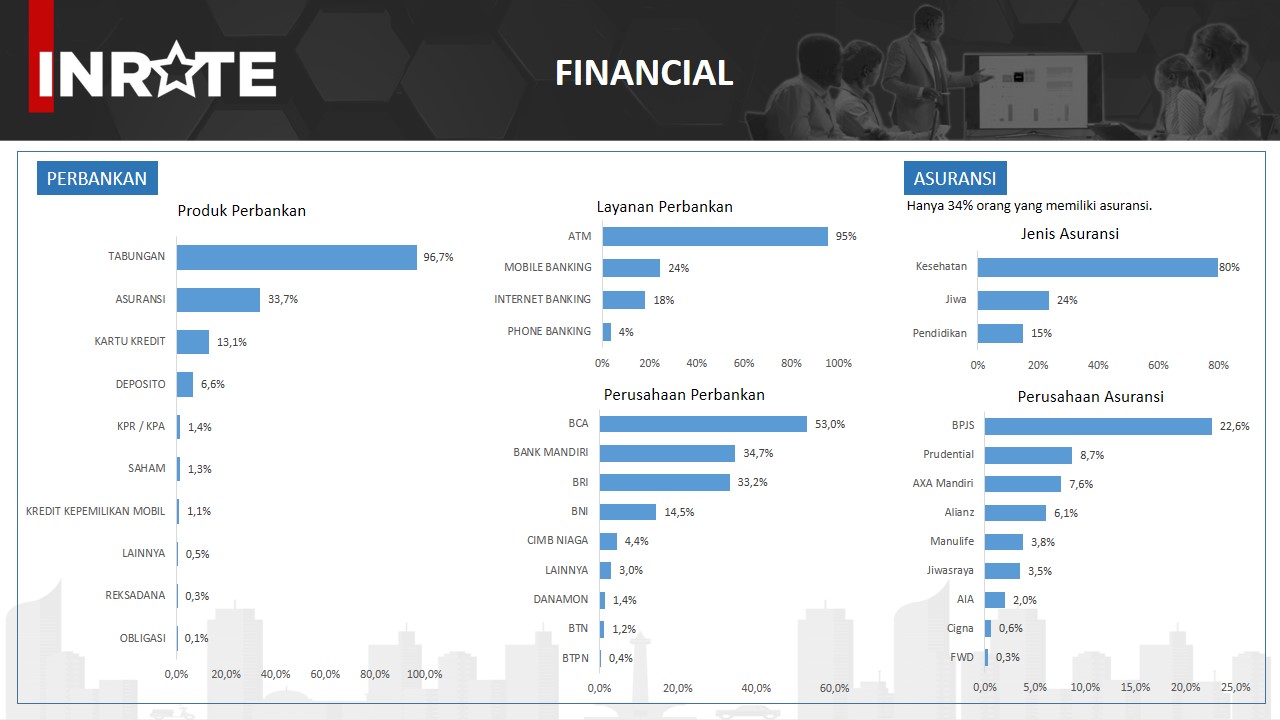 INRATE
FINANCIAL
PERBANKAN
Produk Perbankan
TABUNGAN 96,7%
ASURANSI 33,7%
KARTU KREDIT 13,1%
DEPOSITO 6,6%
KPR / KPA 1,4%
SAHAM 1,3%
KREDIT KEPEMILIKAN MOBIL 1,1%
LAINNYA 0,5%
REKSADANA 0,3%
OBLIGASI 0,1%
0,0% 20,0% 40,0% 60,0% 80,0% 100,0%
Layanan Perbankan
ATM 95%
MOBILE BANKING 24%
INTERNET BANKING 18%
PHONE BANKING 4%
0% 20% 40% 60% 80% 100%
Perusahaan Perbankan
BCA 53,0%
BANK MANDIRI 34,7%
BRI 33,2%
BNI 14,5%
CIMB NIAGA 4,4%
LAINNYA 3,0%
DANAMON 1,4%
BTN 1,2%
BTPN 0,4%
0,0% 20,0% 40,0% 60,0%
ASURANSI
Hanya 34% orang yang memiliki asuransi.
Jenis Asuransi
Kesehatan 80%
Jiwa 24%
Pendidikan 15%
0% 20% 40% 60% 80%
Perusahaan Asuransi
BPJS 22,6%
Prudential 8,7%
AXA Mandiri 7,6%
Alianz 6,1%
Manulife 3,8%
Jiwasraya 3,5%
AIA 2,0%
Cigna 0,6%
FWD 0,3%
0,0% 5,0% 10,0% 15,0% 20,0% 25,0%